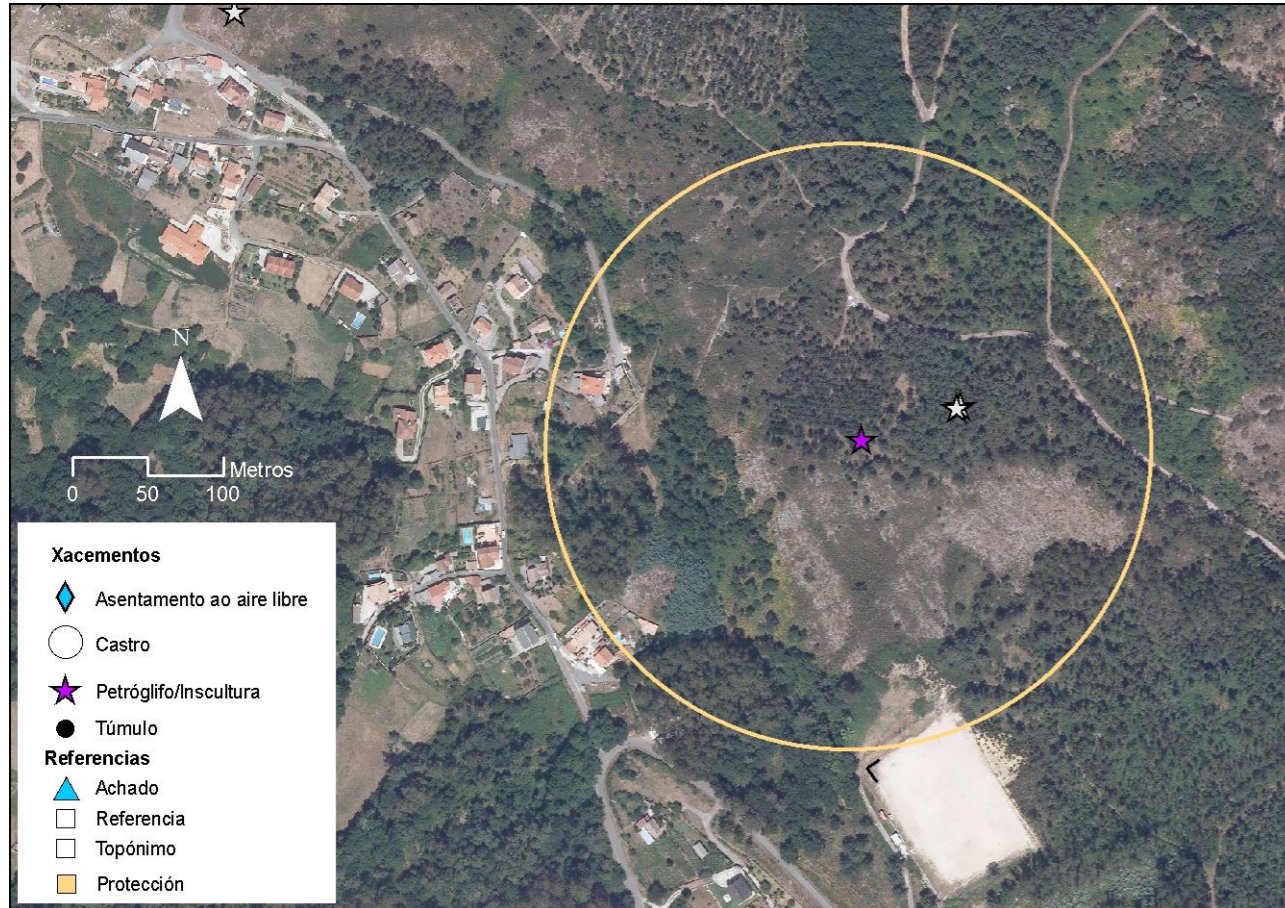 N
Metros
0 50 100
Xacementos
Asentamento ao aire libre
Castro
Petróglifo/Inscultura
Túmulo
Referencias
Achado
Referencia
Topónimo
Protección